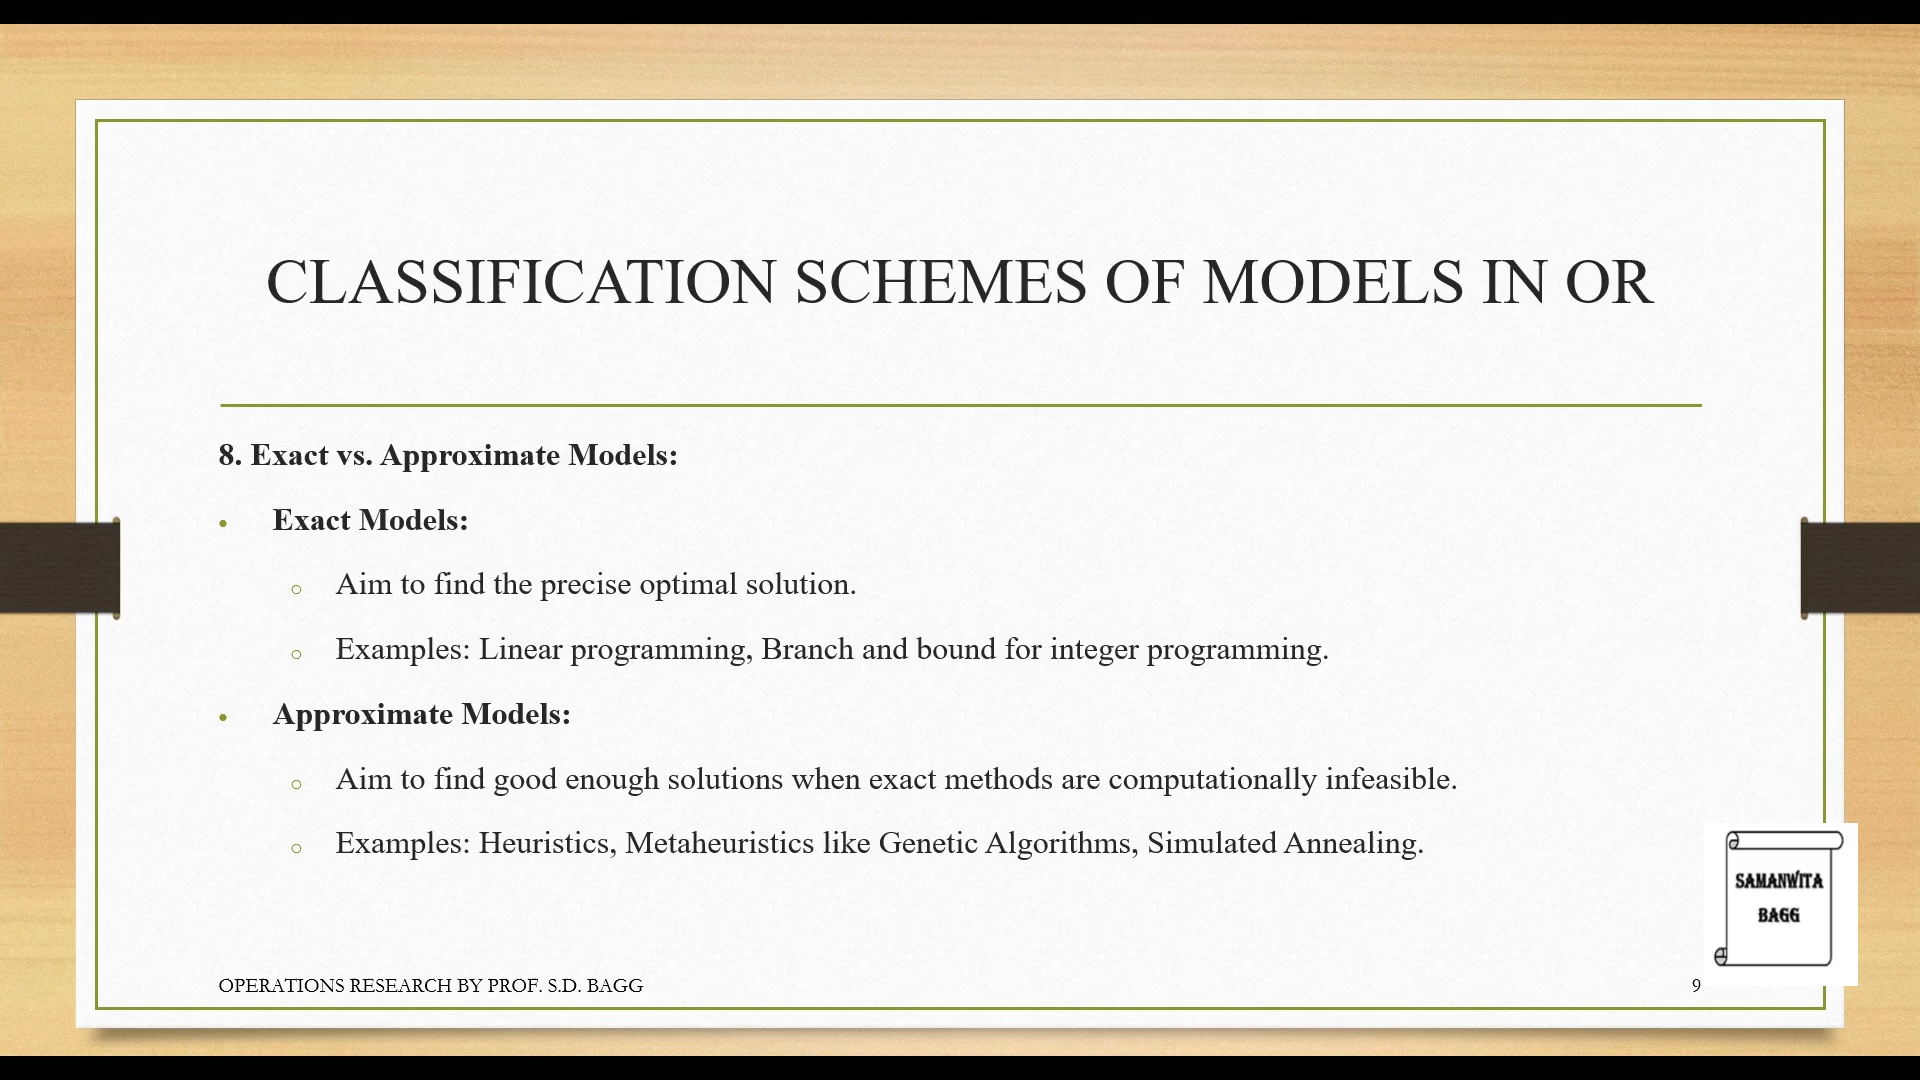 CLASSIFICATION SCHEMES OF MODELS IN OR
8. Exact vs. Approximate Models:
• Exact Models:
o Aim to find the precise optimal solution.
o Examples: Linear programming, Branch and bound for integer programming.
• Approximate Models:
o Aim to find good enough solutions when exact methods are computationally infeasible.
o Examples: Heuristics, Metaheuristics like Genetic Algorithms, Simulated Annealing.
SAMANWITA
BAGG
OPERATIONS RESEARCH BY PROF. S.D. BAGG
9